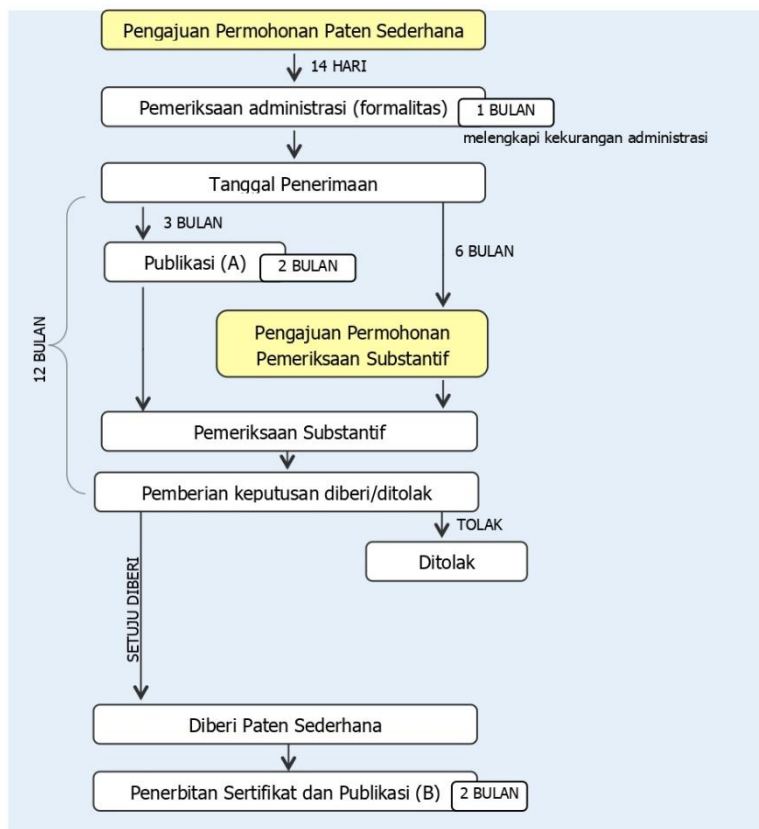 Pengajuan Permohonan Paten Sederhana
14 HARI
Pemeriksaan administrasi (formalitas)
1 BULAN
melengkapi kekurangan administrasi
Tanggal Penerimaan
3 BULAN
Publikasi (A)
2 BULAN
6 BULAN
Pengajuan Permohonan
Pemeriksaan Substantif
12 BULAN
Pemeriksaan Substantif
Pemberian keputusan diberi/ditolak
TOLAK
Ditolak
SETUJU DIBERI
Diberi Paten Sederhana
Penerbitan Sertifikat dan Publikasi (B)
2 BULAN